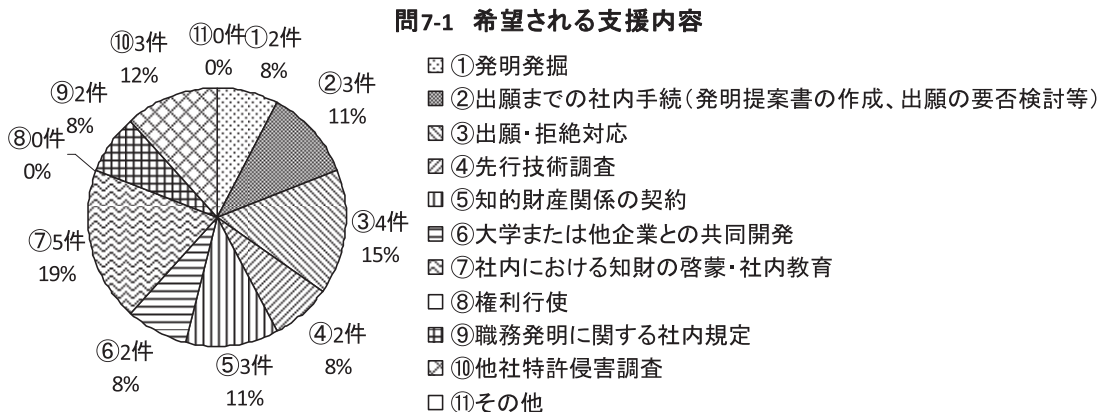 問7-1 希望される支援内容
①2件
8%
②3件
11%
③4件
15%
④2件
8%
⑤3件
11%
⑥2件
8%
⑦5件
19%
⑧0件
0%
⑨2件
8%
⑩3件
12%
⑪0件
0%
①発明発掘
②出願までの社内手続(発明提案書の作成、出願の要否検討等)
③出願・拒絶対応
④先行技術調査
⑤知的財産関係の契約
⑥大学または他企業との共同開発
⑦社内における知財の啓蒙・社内教育
⑧権利行使
⑨職務発明に関する社内規定
⑩他社特許侵害調査
⑪その他